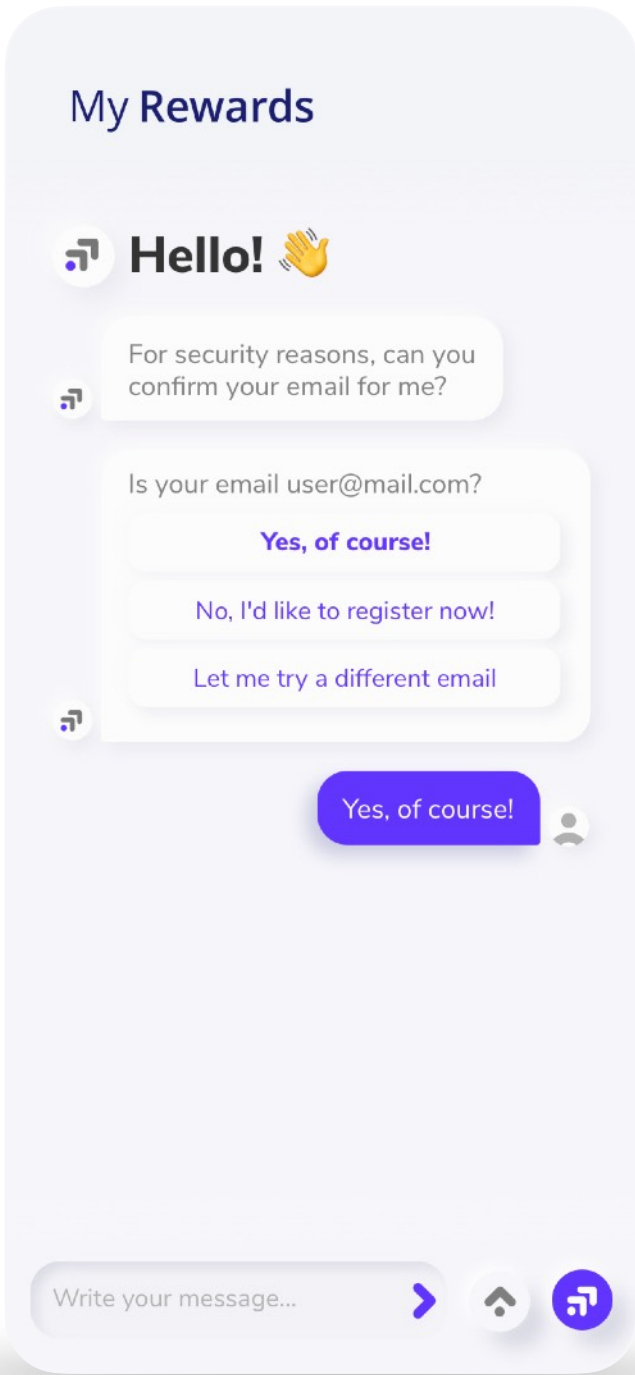 My Rewards
Hello! 👋
For security reasons, can you
confirm your email for me?
Is your email user@mail.com?
Yes, of course!
No, I'd like to register now!
Let me try a different email
Yes, of course!
Write your message...